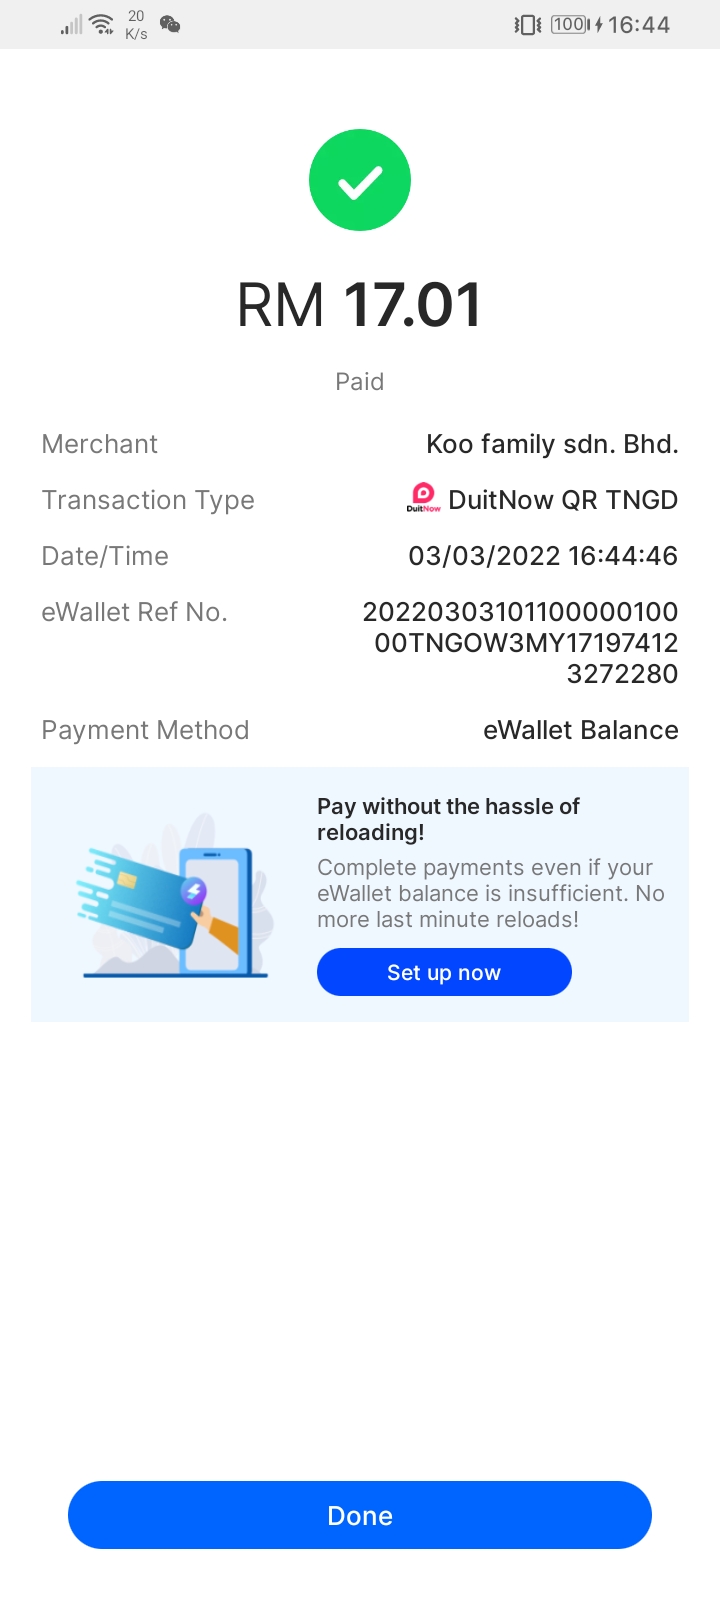 20
K/s
100
16:44
RM 17.01
Paid
Merchant
Koo family sdn. Bhd.
Transaction Type
DuitNow
DuitNow QR TNGD
Date/Time
03/03/2022 16:44:46
eWallet Ref No.
20220303101100000100
00TNGOW3MY17197412
3272280
Payment Method
eWallet Balance
Pay without the hassle of
reloading!
Complete payments even if your
eWallet balance is insufficient. No
more last minute reloads!
Set up now
Done